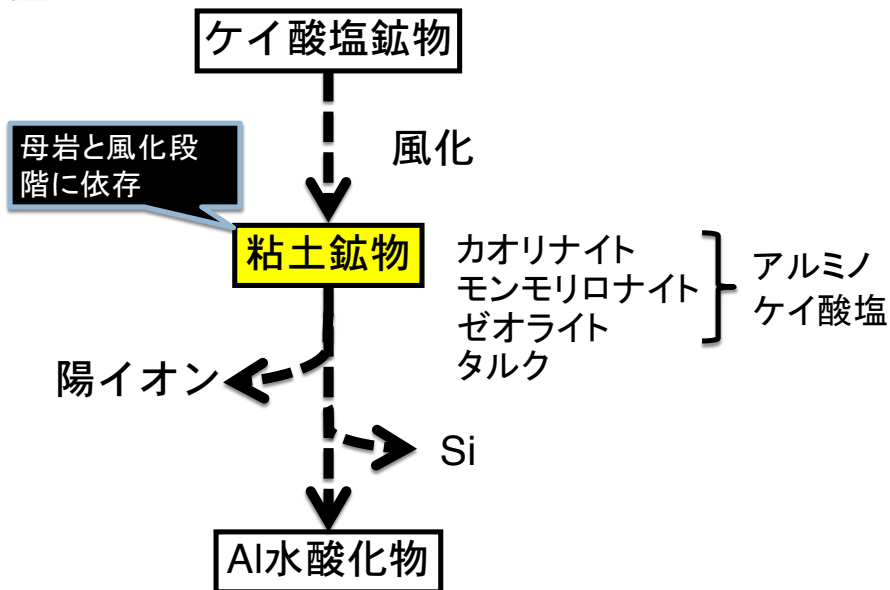 ケイ酸塩鉱物
母岩と風化段
階に依存
風化
粘土鉱物
カオリナイト
モンモリロナイト
ゼオライト
タルク
アルミノ
ケイ酸塩
陽イオン
Si
Al水酸化物